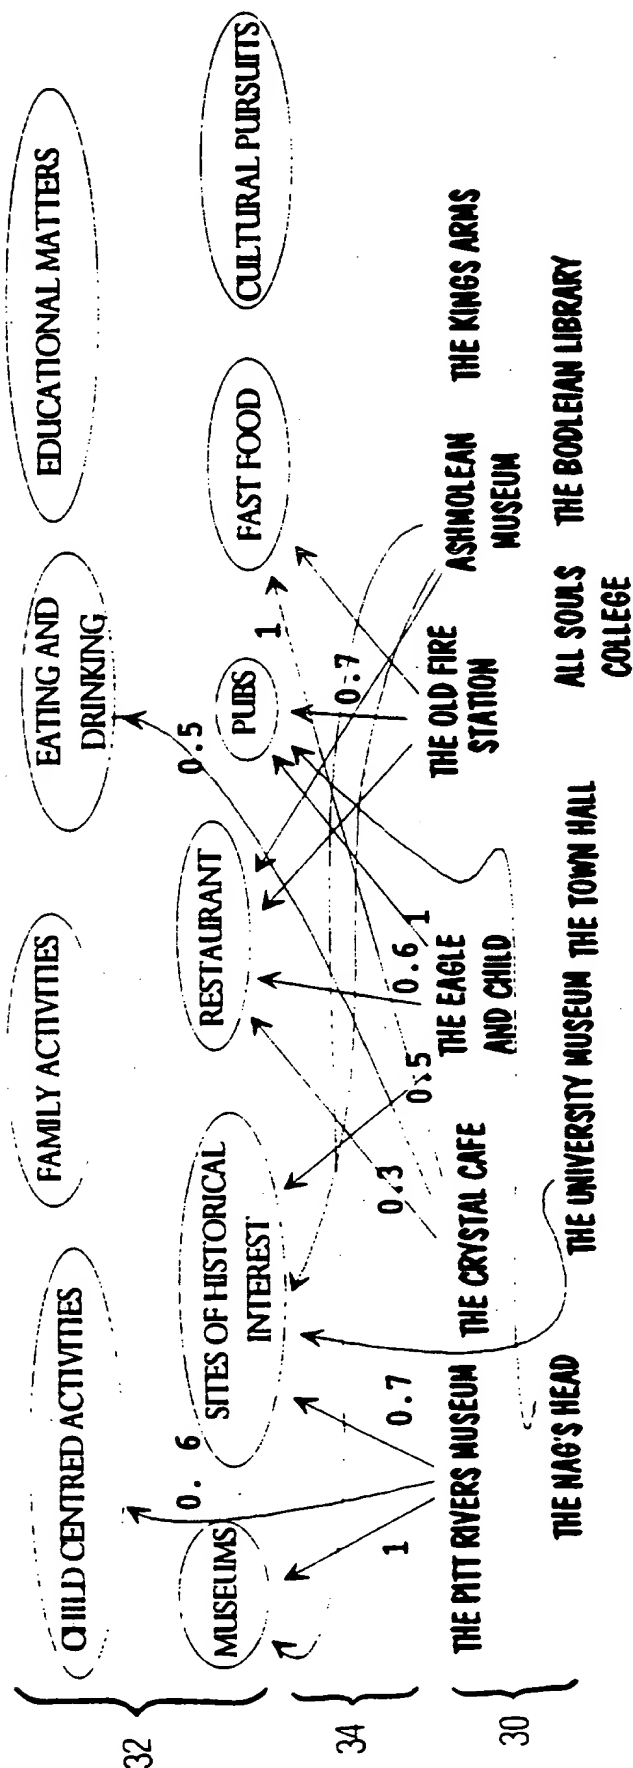 CHILD CENTRED ACTIVITIES
FAMILY ACTIVITIES
EATING AND
DRINKING
EDUCATIONAL MATTERS
32
MUSEUMS
0. 6
SITES OF HISTORICAL
INTEREST
RESTAURANT
0.5
PUBS
FAST FOOD
CULTURAL PURSUITS
34
1
0.7
0.3
0.5
0.6
1
0.7
1
30
THE PITT RIVERS MUSEUM
THE CRYSTAL CAFE
THE EAGLE
AND CHILD
THE OLD FIRE
STATION
ASHMOLEAN
MUSEUM
THE KINGS ARMS
THE NAG'S HEAD
THE UNIVERSITY MUSEUM
THE TOWN HALL
ALL SOULS
COLLEGE
THE BODLEIAN LIBRARY